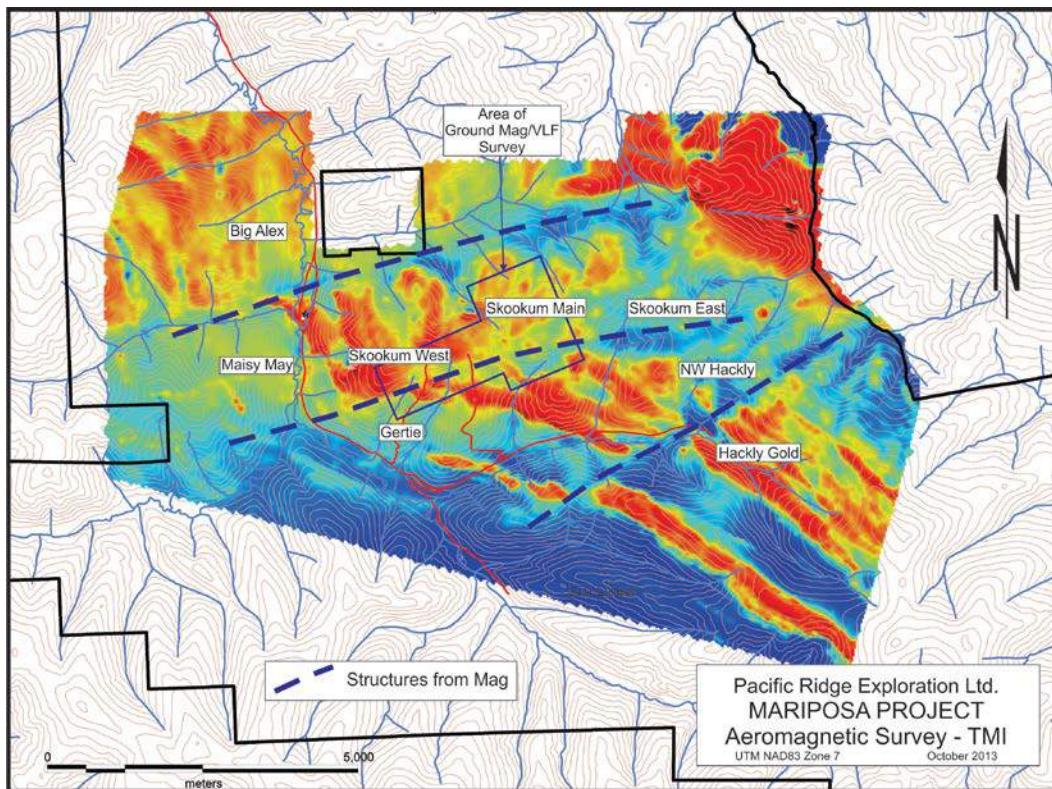 Area of
Ground Mag/VLF
Survey
Big Alex
Skookum Main
Skookum East
Maisy May
Skookum West
NW Hackly
Gertie
Hackly Gold
Structures from Mag
Pacific Ridge Exploration Ltd.
MARIPOSA PROJECT
Aeromagnetic Survey - TMI
UTM NAD83 Zone 7 October 2013
0 5,000
meters
N